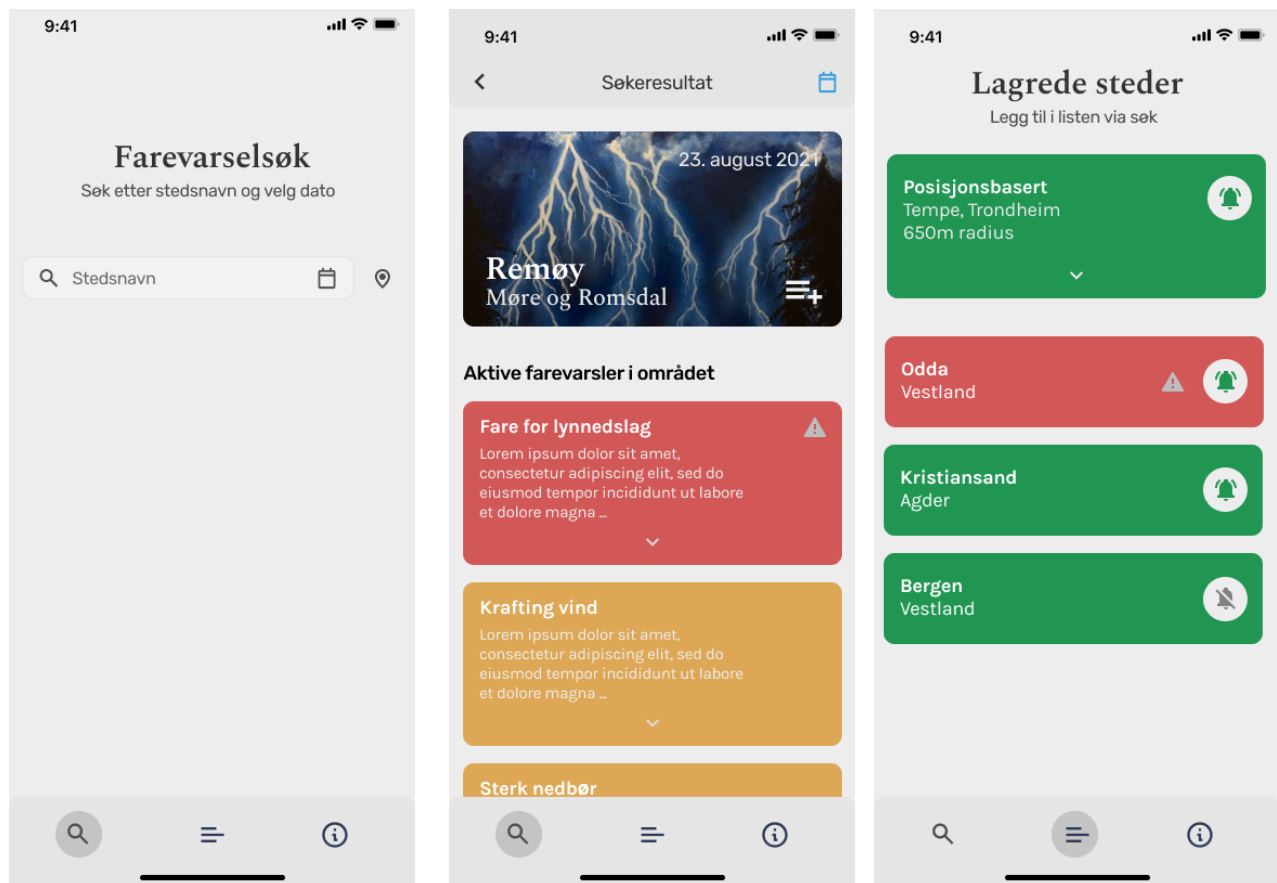 9:41
Farevarselsøk
Søk etter stedsnavn og velg dato
Stedsnavn
9:41
Søkeresultat
23. august 2021
Remøy
Møre og Romsdal
Aktive farevarsler i området
Fare for lynnedslag
Lorem ipsum dolor sit amet,
consectetur adipiscing elit, sed do
eiusmod tempor incididunt ut labore
et dolore magna ...
Krafting vind
Lorem ipsum dolor sit amet,
consectetur adipiscing elit, sed do
eiusmod tempor incididunt ut labore
et dolore magna ...
Sterk nedbør
9:41
Lagrede steder
Legg til i listen via søk
Posisjonsbasert
Tempe, Trondheim
650m radius
Odda
Vestland
Kristiansand
Agder
Bergen
Vestland